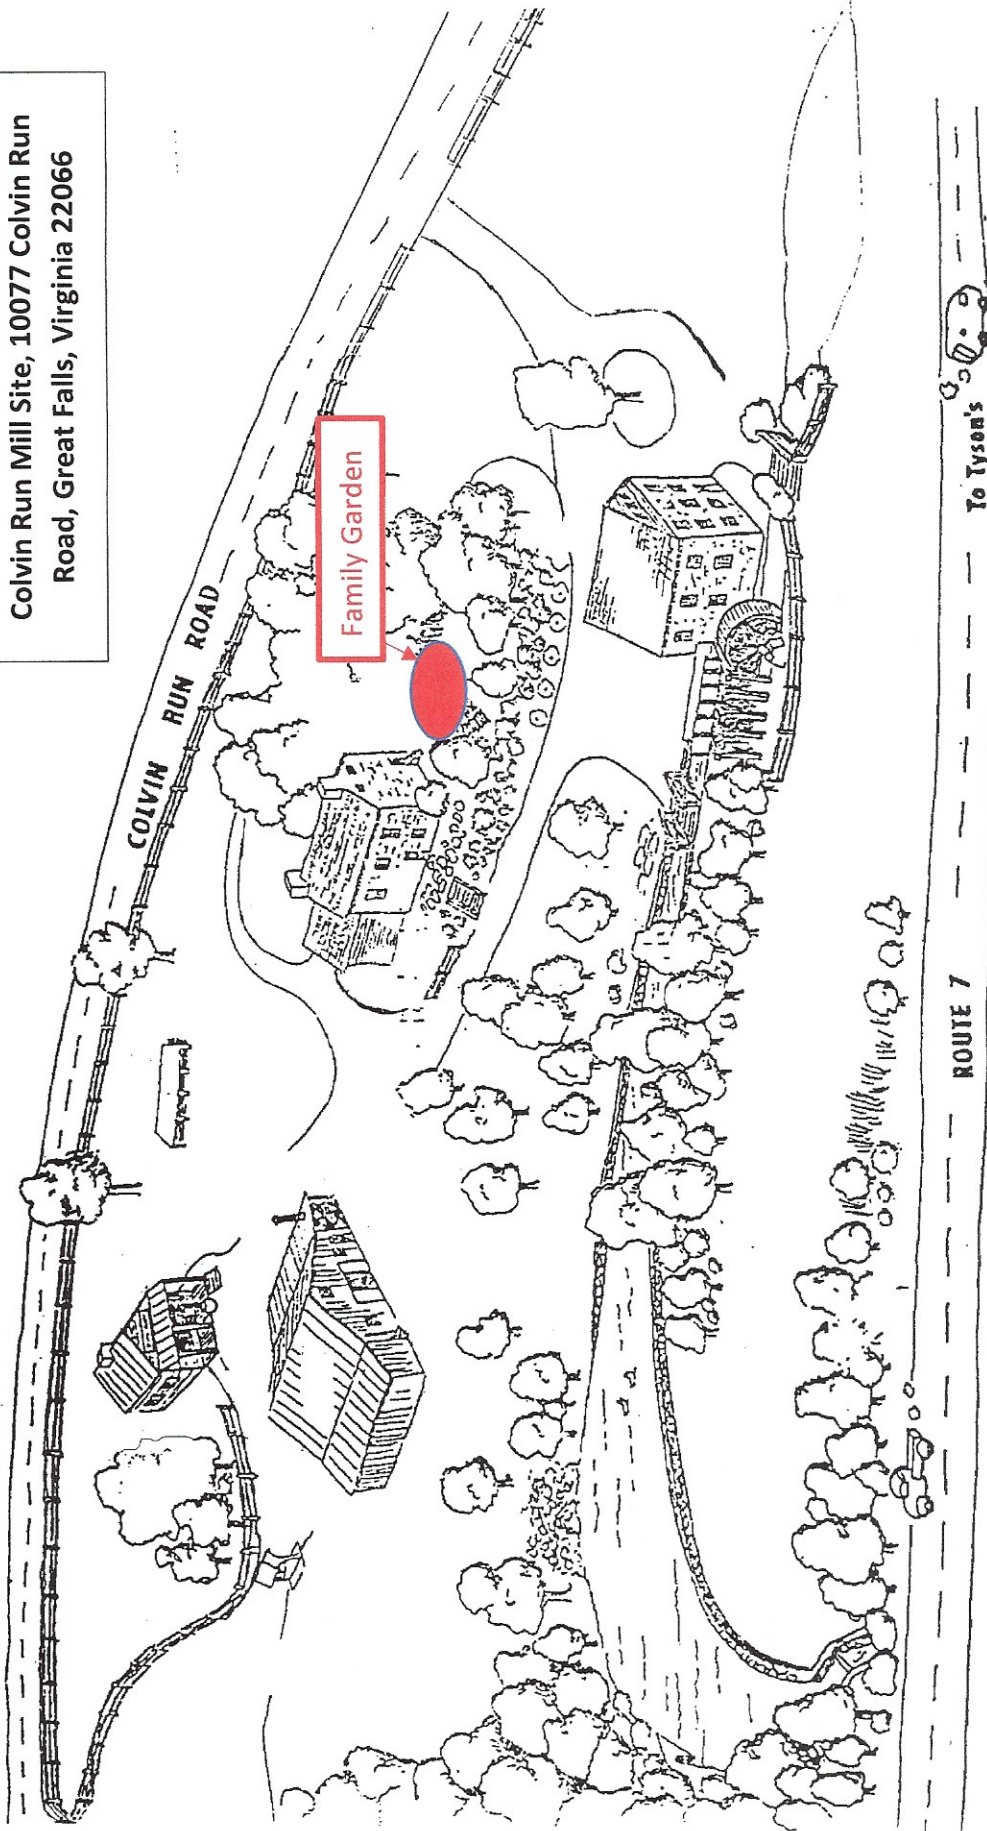 Colvin Run Mill Site, 10077 Colvin Run
Road, Great Falls, Virginia 22066
COLVIN RUN ROAD
Family Garden
ROUTE 7
To Tyson's